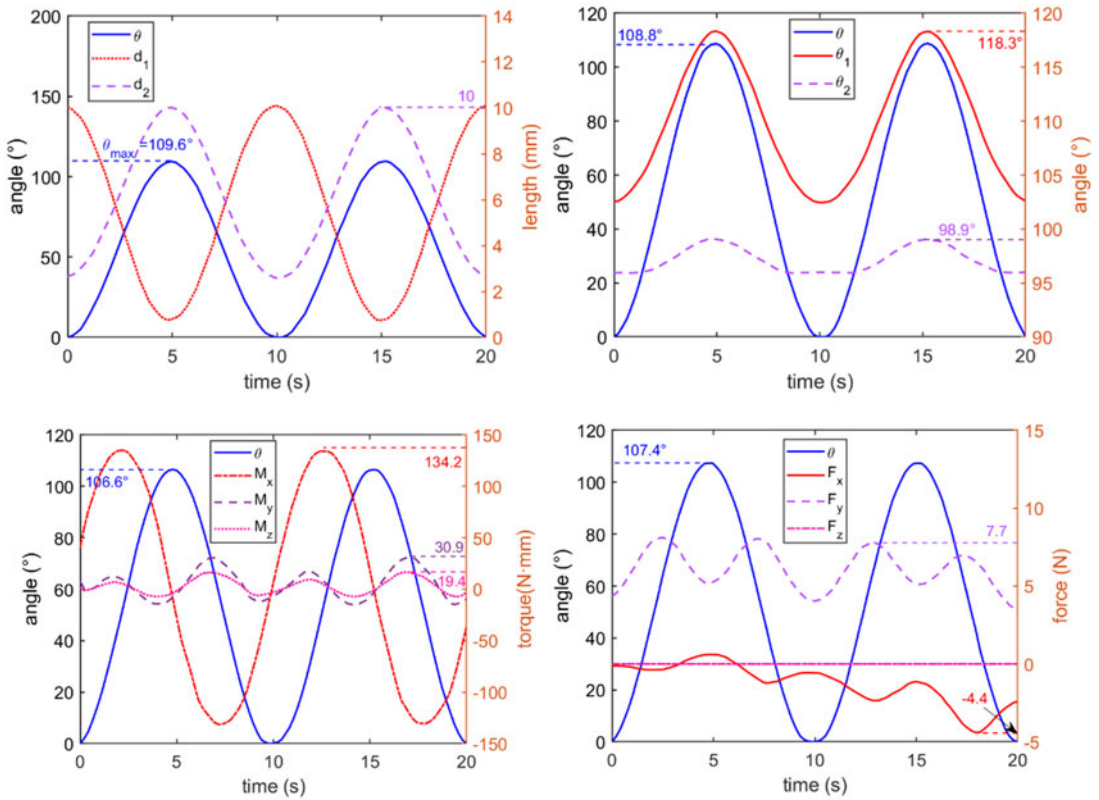 200
150
100
50
0
angle (°)
θ
d1
d2
θmax/=109.6°
10
14
12
10
8
6
4
2
0
length (mm)
0 5 10 15 20
time (s)
120
100
80
60
40
20
0
angle (°)
108.8°
θ
θ1
θ2
118.3°
98.9°
120
115
110
105
100
95
90
angle (°)
0 5 10 15 20
time (s)
120
100
80
60
40
20
0
angle (°)
106.6°
θ
Mx
My
Mz
134.2
30.9
19.4
150
100
50
0
-50
-100
-150
torque(N·mm)
0 5 10 15 20
time (s)
120
100
80
60
40
20
0
angle (°)
107.4°
θ
Fx
Fy
Fz
7.7
-4.4
15
10
5
0
-5
force (N)
0 5 10 15 20
time (s)